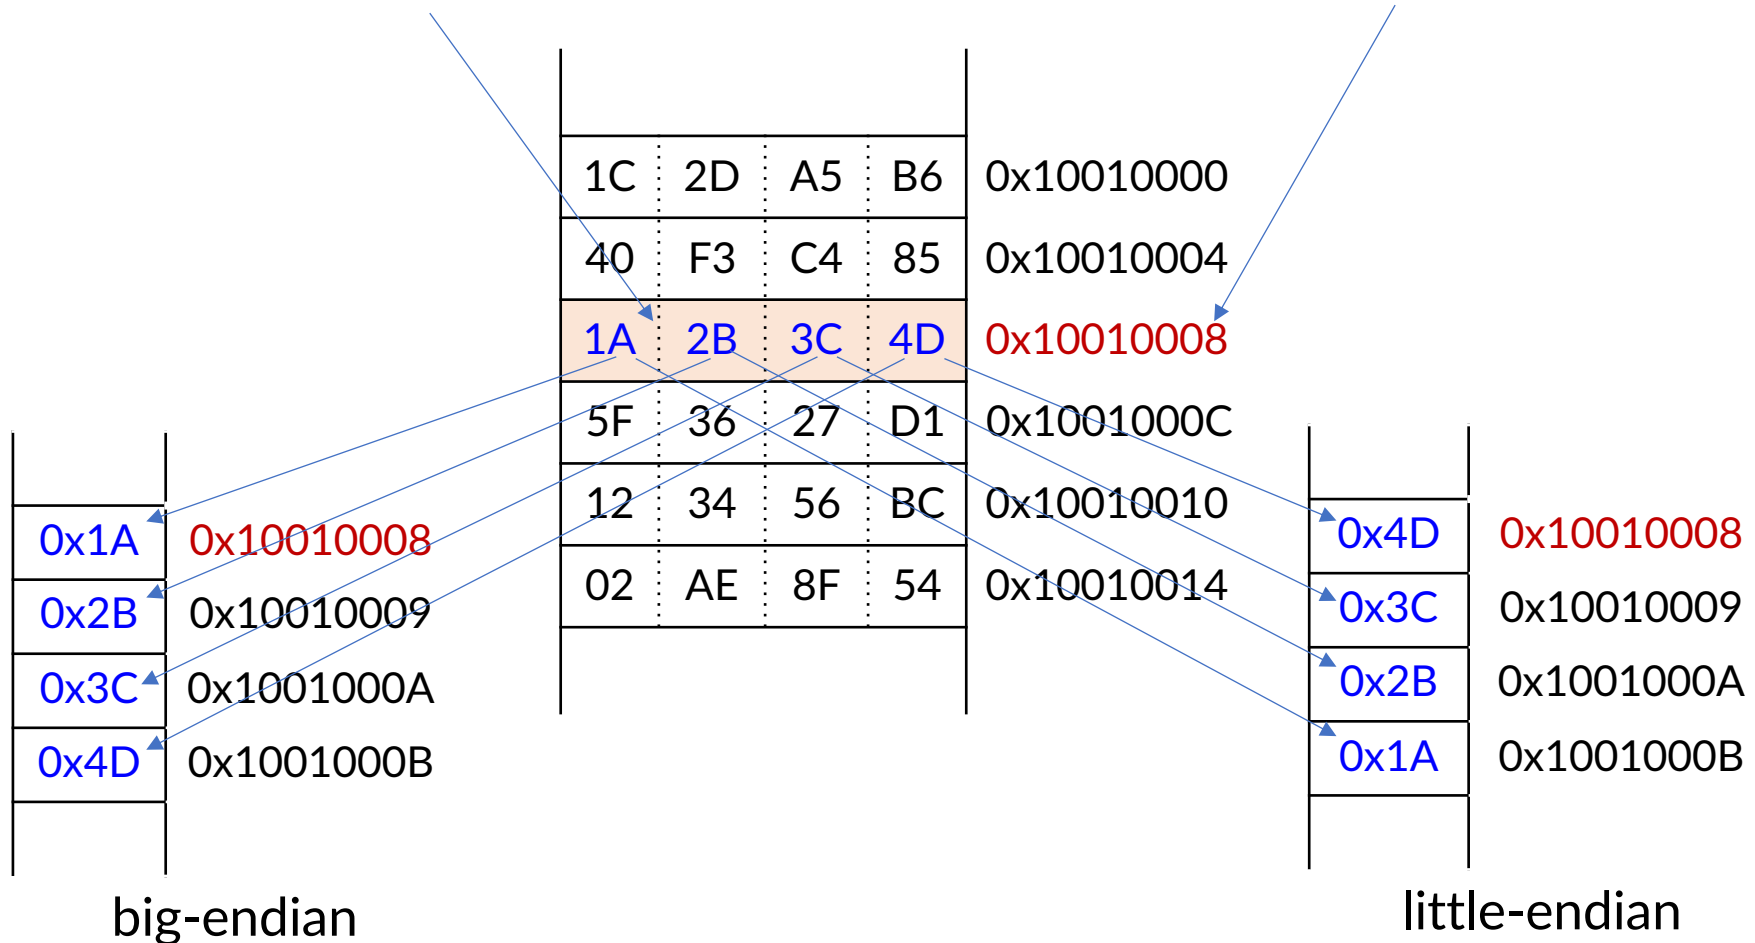 1C 2D A5 B6 0x10010000
40 F3 C4 85 0x10010004
1A 2B 3C 4D 0x10010008
5F 36 27 D1 0x1001000C
12 34 56 BC 0x10010010
02 AE 8F 54 0x10010014
0x1A 0x10010008
0x2B 0x10010009
0x3C 0x1001000A
0x4D 0x1001000B
big-endian
0x4D 0x10010008
0x3C 0x10010009
0x2B 0x1001000A
0x1A 0x1001000B
little-endian